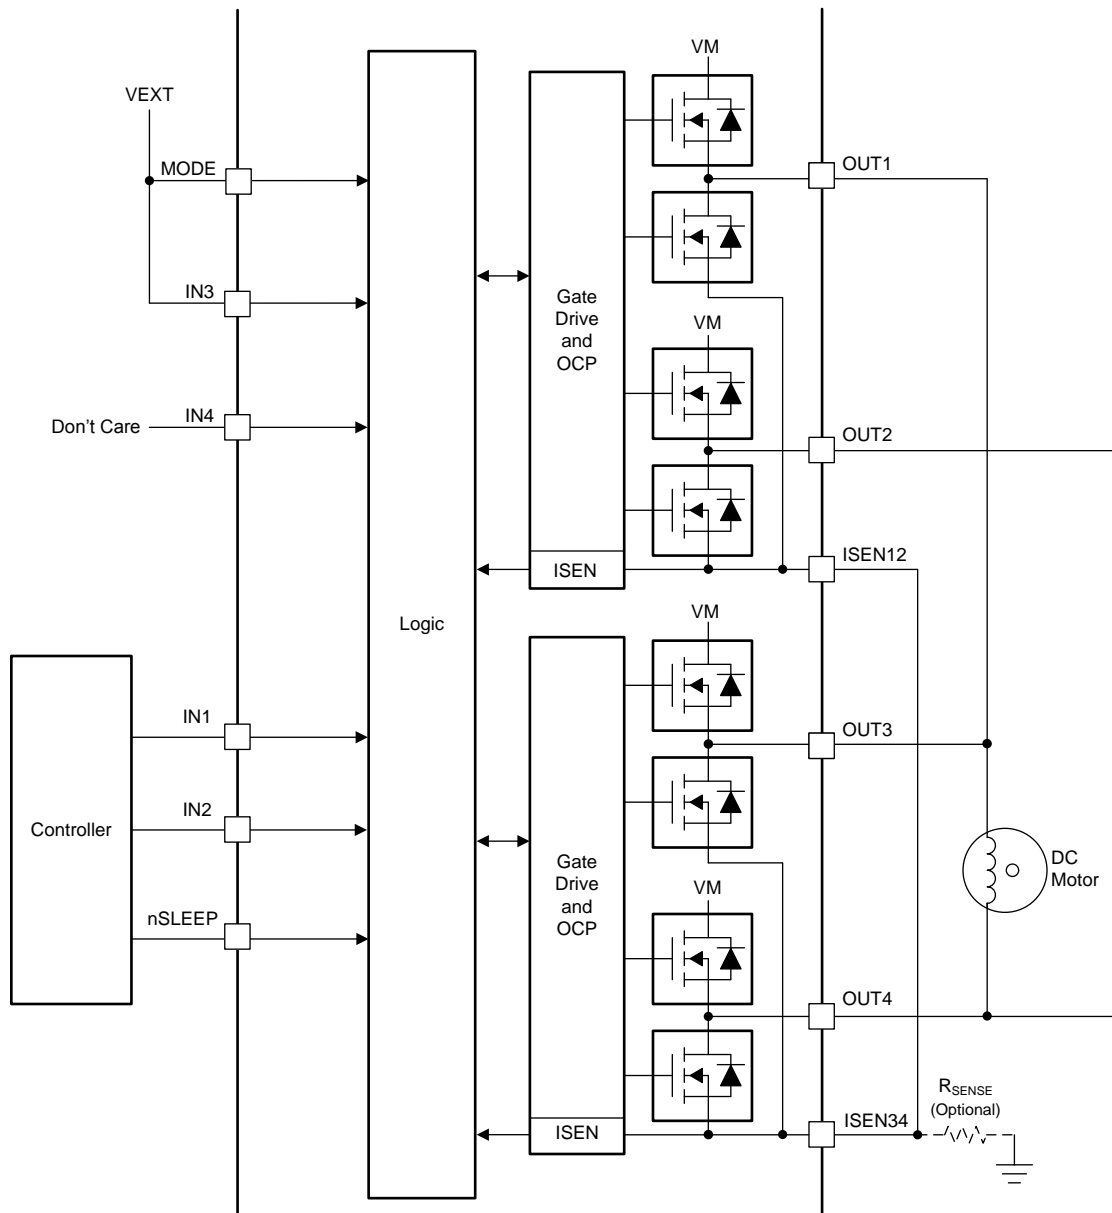 VM
VEXT
MODE
OUT1
IN3
Gate
Drive
and
OCP
VM
Don't Care
IN4
OUT2
ISEN
ISEN12
Logic
VM
IN1
OUT3
Controller
IN2
Gate
Drive
and
OCP
DC
Motor
VM
nSLEEP
OUT4
RSENSE
(Optional)
ISEN
ISEN34